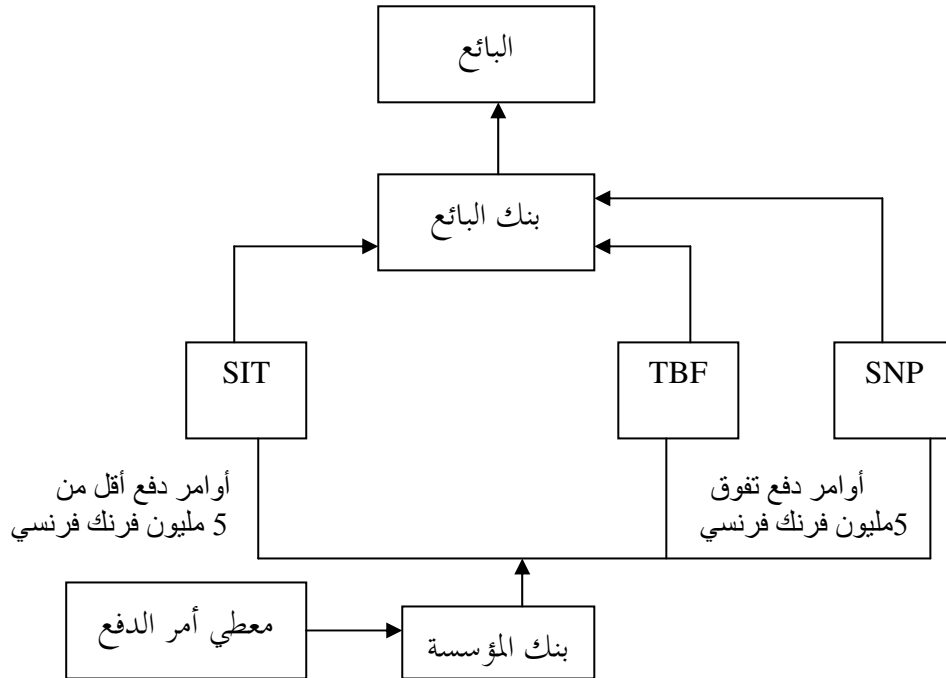 البائع
بنك البائع
SIT
TBF
SNP
أوامر دفع أقل من
5 مليون فرنك فرنسي
أوامر دفع تفوق
5مليون فرنك فرنسي
معطي أمر الدفع
بنك المؤسسة